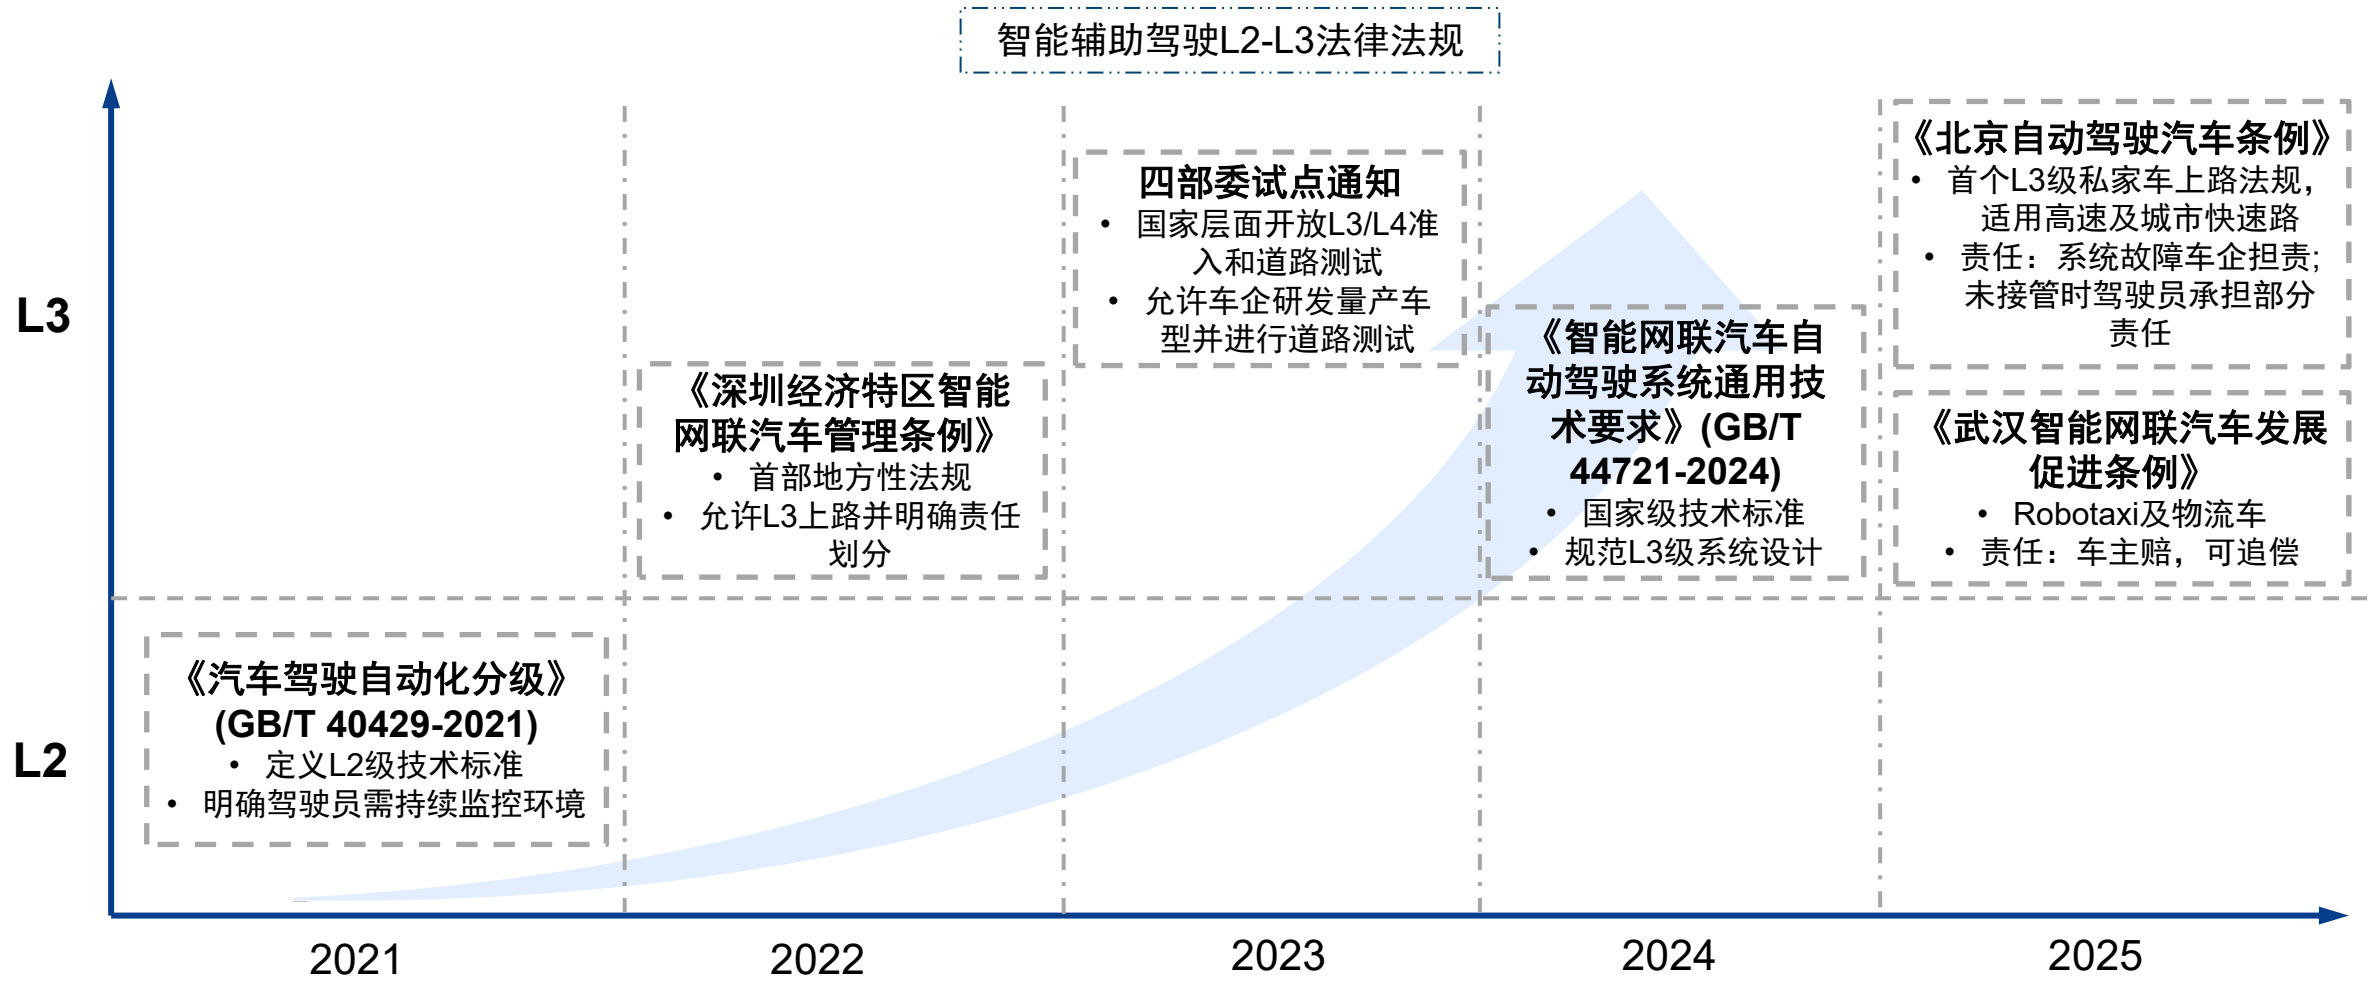 智能辅助驾驶L2-L3法律法规
L3
L2
《汽车驾驶自动化分级》
(GB/T 40429-2021)
• 定义L2级技术标准
• 明确驾驶员需持续监控环境
《深圳经济特区智能
网联汽车管理条例》
• 首部地方性法规
• 允许L3上路并明确责任
划分
四部委试点通知
• 国家层面开放L3/L4准
入和道路测试
• 允许车企研发量产车
型并进行道路测试
《智能网联汽车自
动驾驶系统通用技
术要求》(GB/T
44721-2024)
• 国家级技术标准
• 规范L3级系统设计
《北京自动驾驶汽车条例》
• 首个L3级私家车上路法规，
适用高速及城市快速路
• 责任：系统故障车企担责;
未接管时驾驶员承担部分
责任
《武汉智能网联汽车发展
促进条例》
• Robotaxi及物流车
• 责任：车主赔，可追偿
2021
2022
2023
2024
2025